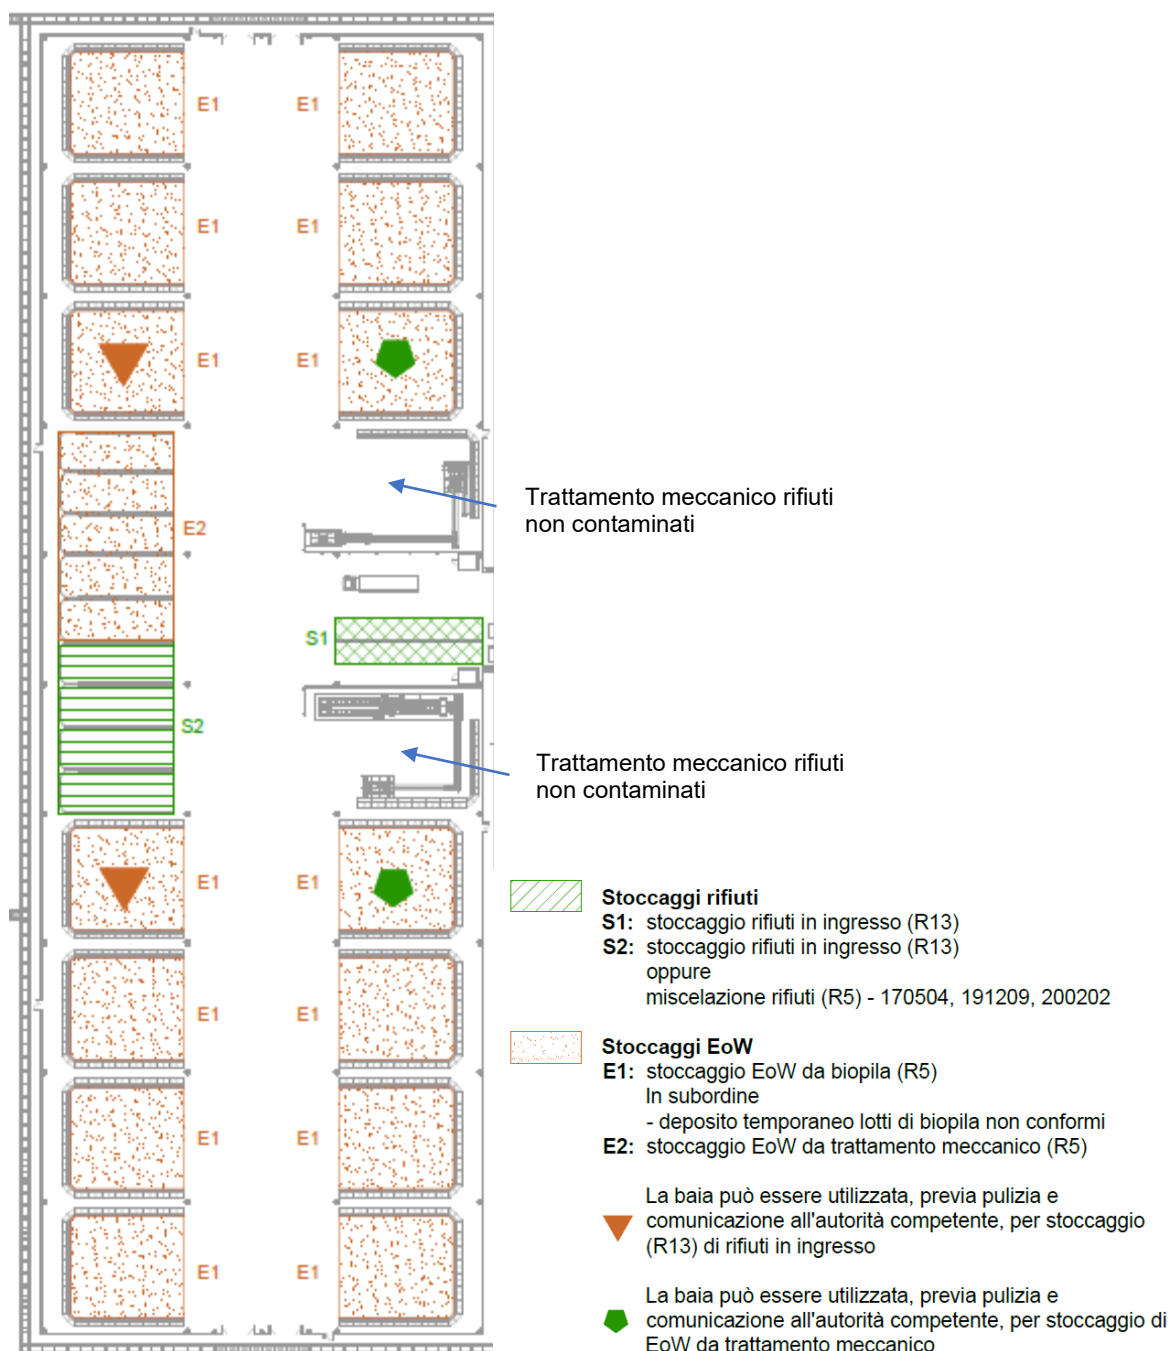 E1 E1
E1 E1
E1 E1
Trattamento meccanico rifiuti
non contaminati
E2
S1
S2
Trattamento meccanico rifiuti
non contaminati
E1 E1
E1 E1
E1 E1
E1 E1
Stoccaggi rifiuti
S1: stoccaggio rifiuti in ingresso (R13)
S2: stoccaggio rifiuti in ingresso (R13)
oppure
miscelazione rifiuti (R5) - 170504, 191209, 200202
Stoccaggi EoW
E1: stoccaggio EoW da biopila (R5)
In subordine
- deposito temporaneo lotti di biopila non conformi
E2: stoccaggio EoW da trattamento meccanico (R5)
La baia può essere utilizzata, previa pulizia e
comunicazione all'autorità competente, per stoccaggio
(R13) di rifiuti in ingresso
La baia può essere utilizzata, previa pulizia e
comunicazione all'autorità competente, per stoccaggio di
EoW da trattamento meccanico